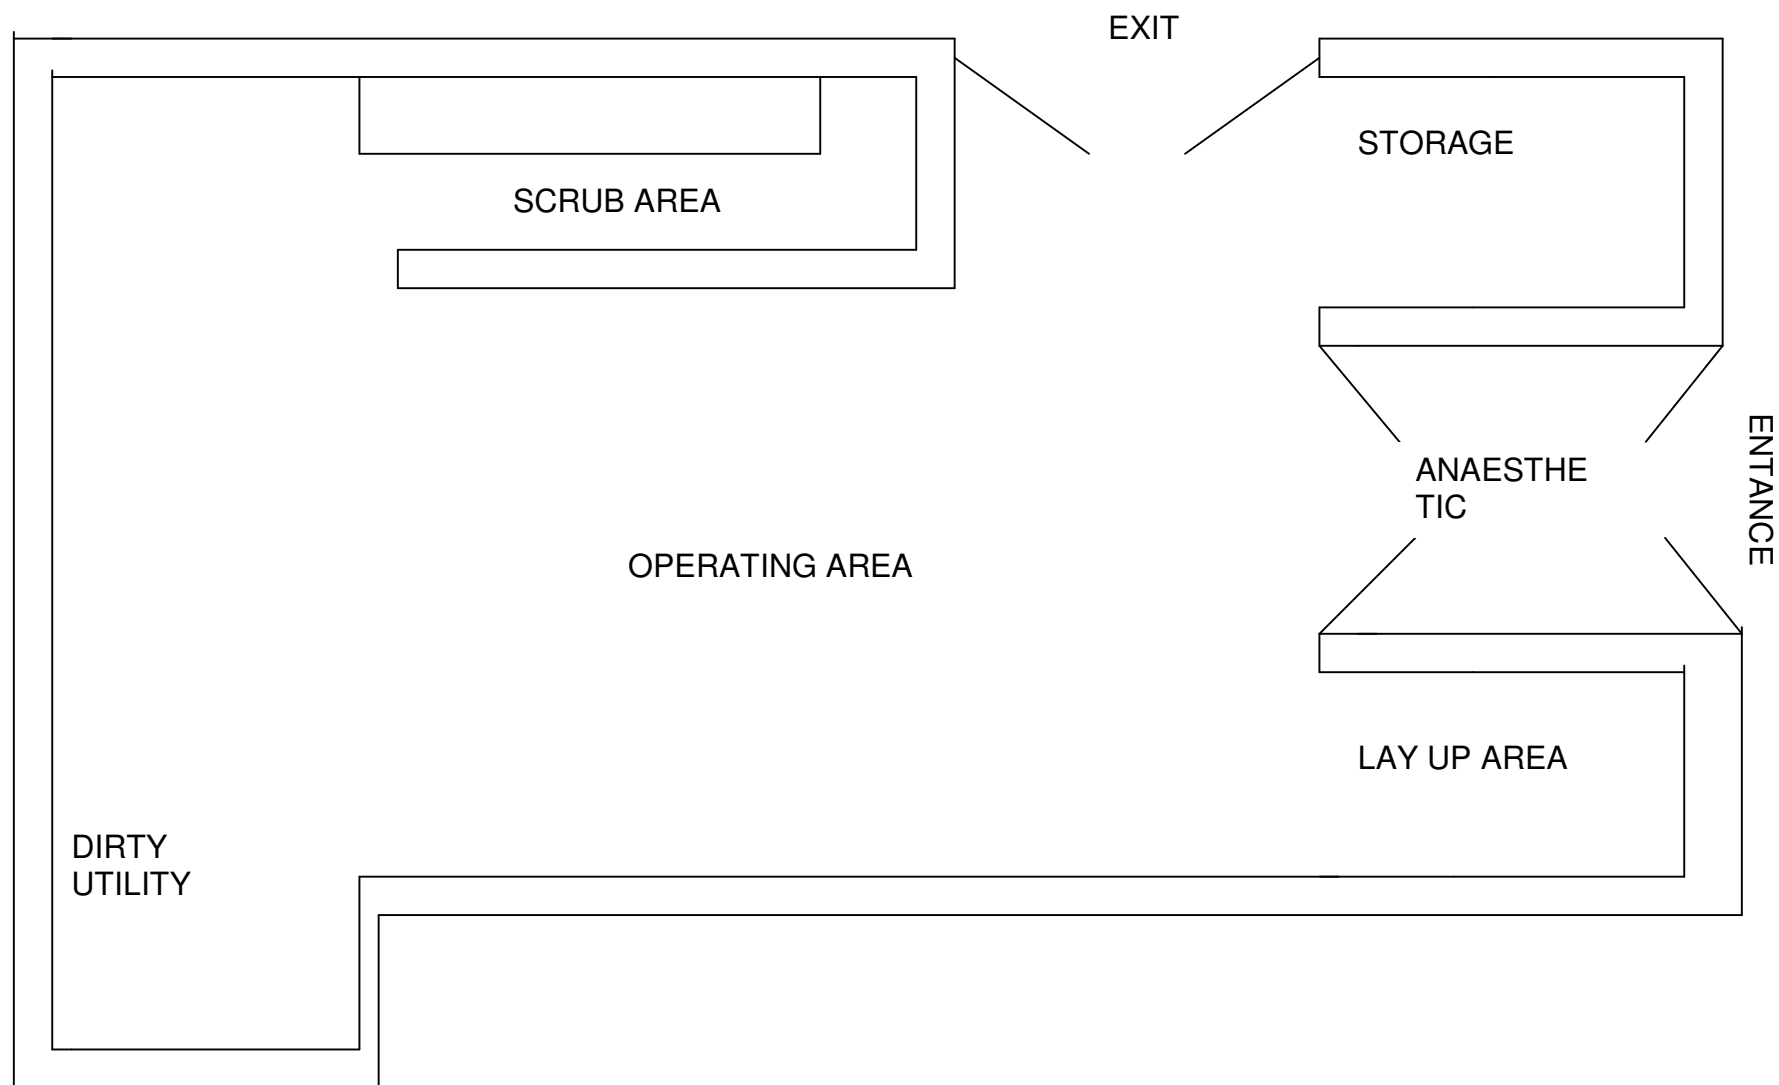 EXIT
STORAGE
SCRUB AREA
ANAESTHE
TIC
ENTANCE
OPERATING AREA
LAY UP AREA
DIRTY
UTILITY